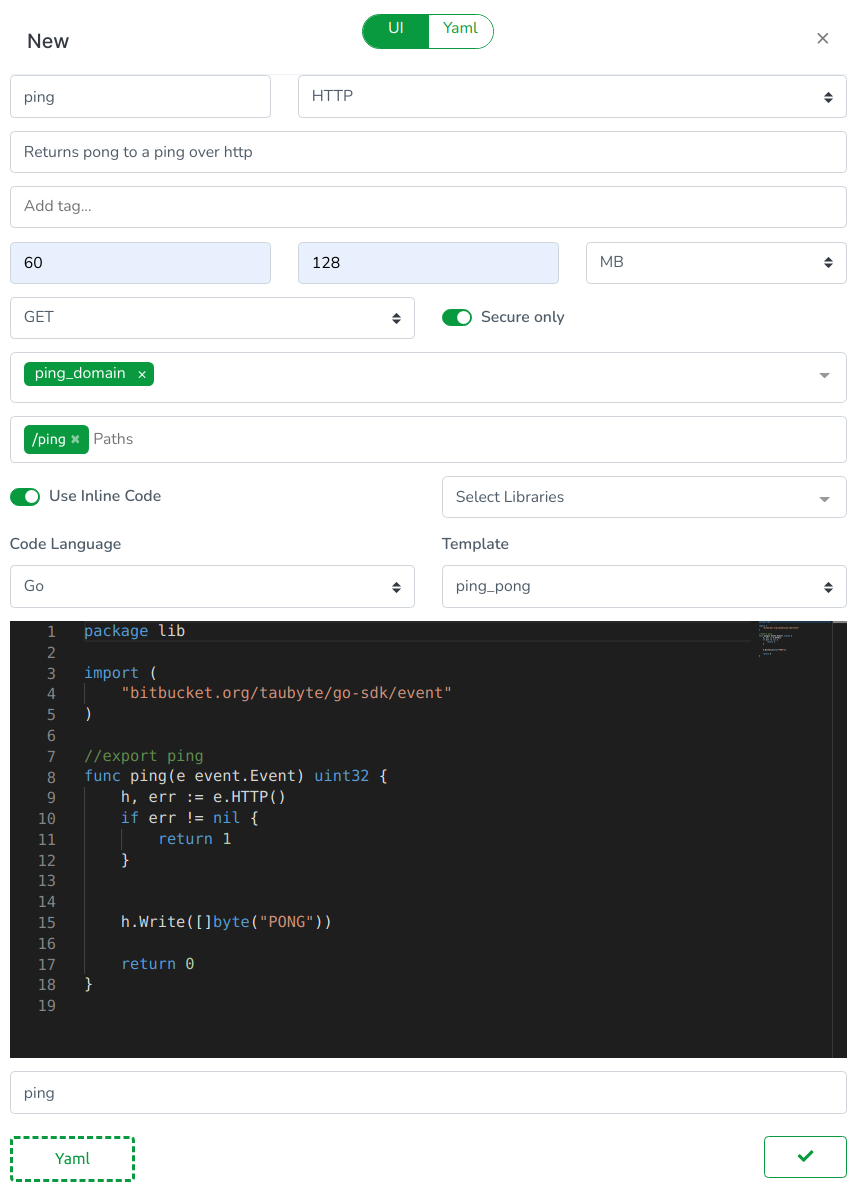 New
UI Yaml
×
ping
HTTP
Returns pong to a ping over http
Add tag...
60
128
MB
GET
Secure only
ping_domain ×
/ping × Paths
Use Inline Code
Select Libraries
Code Language
Template
Go
ping_pong
1 package lib
2
3 import (
4     "bitbucket.org/taubyte/go-sdk/event"
5 )
6
7 //export ping
8 func ping(e event.Event) uint32 {
9     h, err := e.HTTP()
10     if err != nil {
11         return 1
12     }
13
14
15     h.Write([]byte("PONG"))
16
17     return 0
18 }
19
ping
Yaml